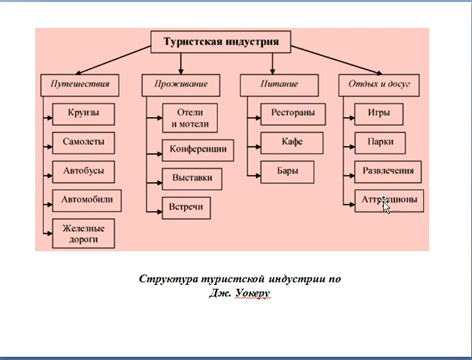 Туристская индустрия
Путешествия
Проживание
Питание
Отдых и досуг
Круизы
Самолеты
Автобусы
Автомобили
Железные
дороги
Отели
и мотели
Конференции
Выставки
Встречи
Рестораны
Кафе
Бары
Игры
Парки
Развлечения
Аттракционы
Структура туристской индустрии по
Дж. Уокеру